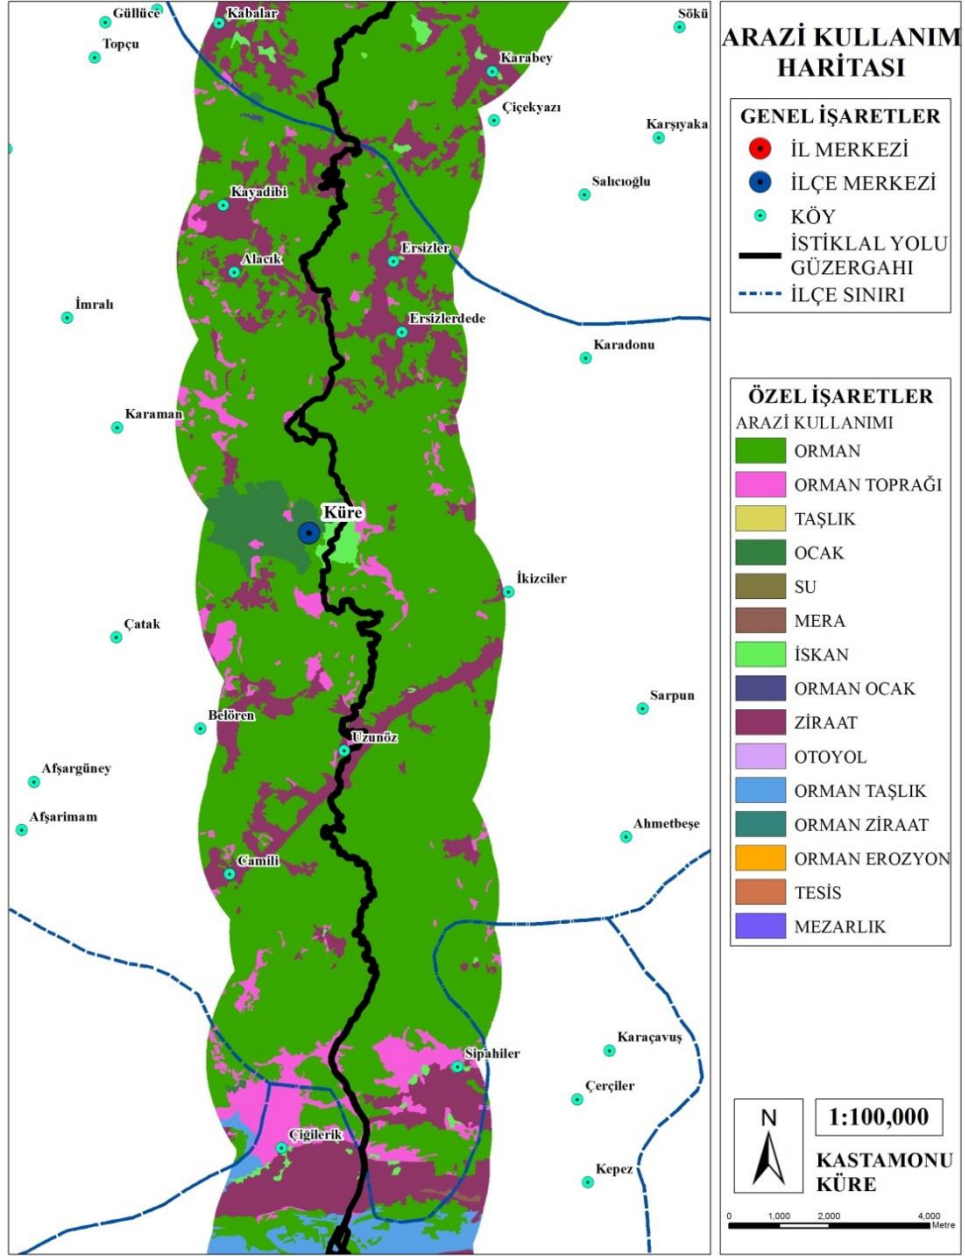 Güllüce
Kabalar
Sökü
Topçu
Karabey
Çiçekyazı
Karşıyaka
Salıcıoğlu
Kayadibi
Ersizler
Alacık
İmralı
Ersizlerdede
Karadonu
Karaman
Küre
İkizciler
Çatak
Sarpun
Belören
Uzunöz
Afşargüney
Afşarimam
Ahmetbeşe
Camili
Karaçavuş
Sipahiler
Çerçiler
Çiğilerik
Kepez
ARAZİ KULLANIM
HARİTASI
GENEL İŞARETLER
İL MERKEZİ
İLÇE MERKEZİ
KÖY
İSTİKLAL YOLU
GÜZERGAHI
İLÇE SINIRI
ÖZEL İŞARETLER
ARAZİ KULLANIMI
ORMAN
ORMAN TOPRAĞI
TAŞLIK
OCAK
SU
MERA
İSKAN
ORMAN OCAK
ZİRAAT
OTOYOL
ORMAN TAŞLIK
ORMAN ZİRAAT
ORMAN EROZYON
TESİS
MEZARLIK
N
1:100,000
KASTAMONU
KÜRE
0 1,000 2,000 4,000
Metre